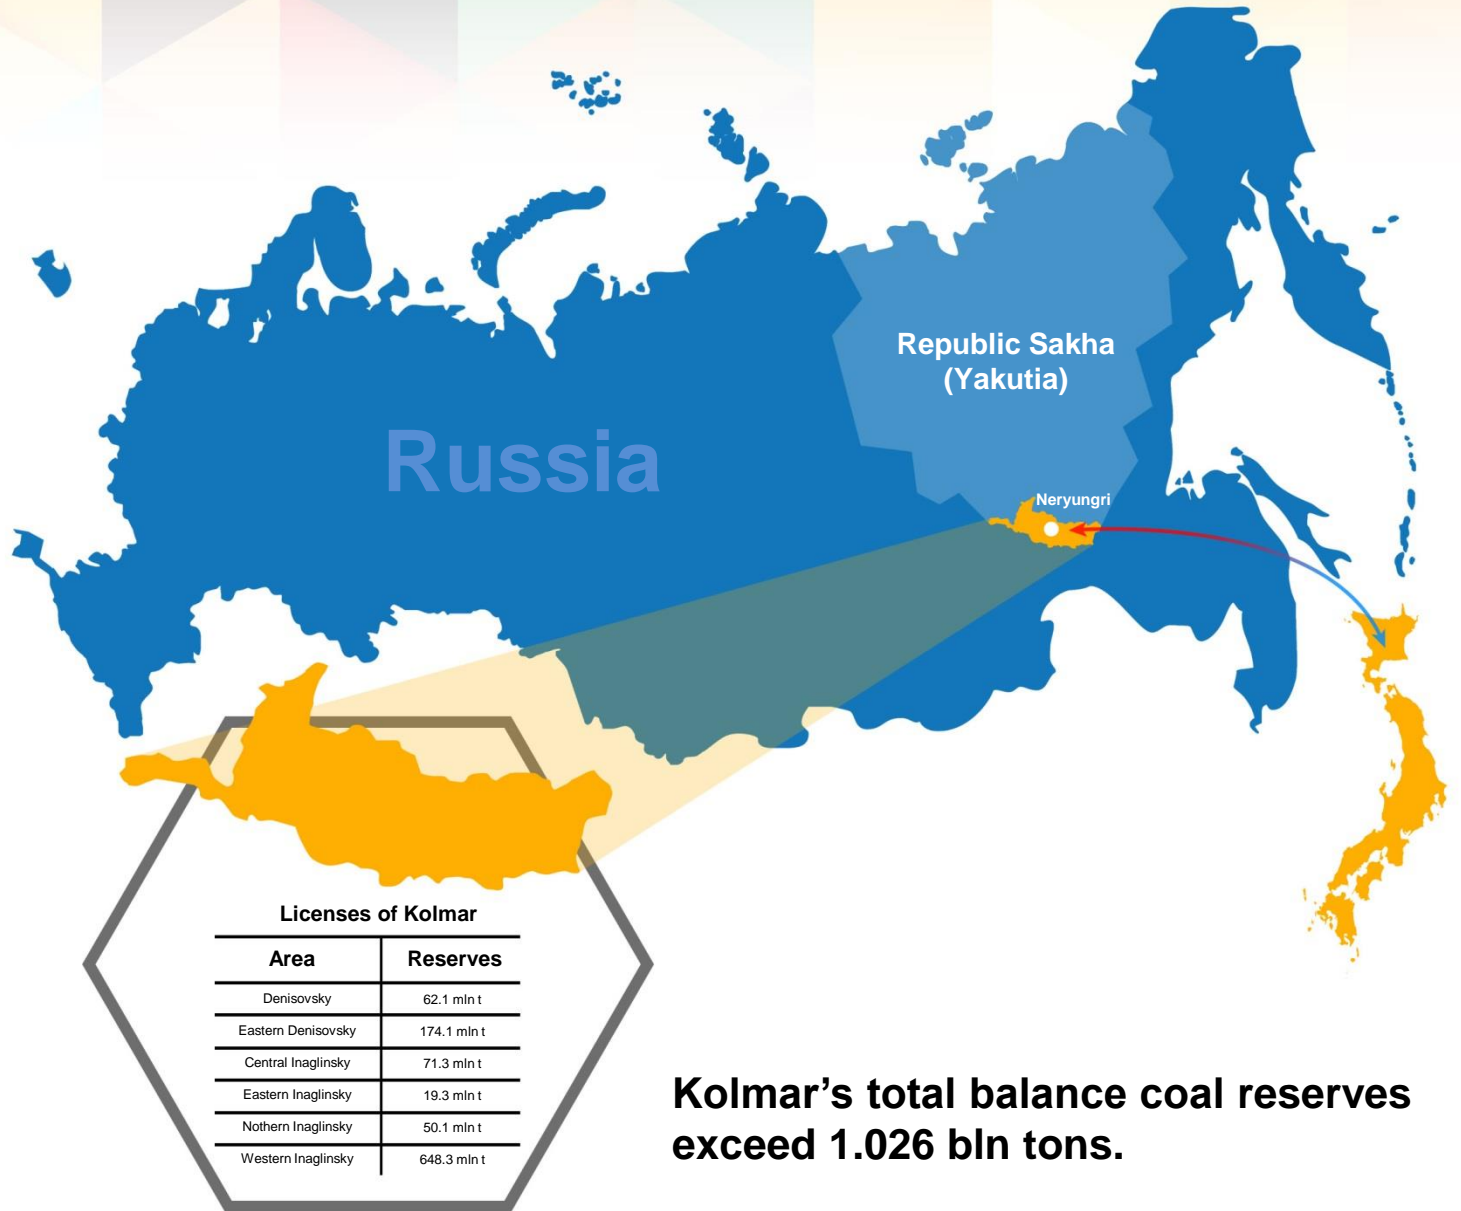 Republic Sakha
(Yakutia)
Russia
Neryungri
Licenses of Kolmar
Area Reserves
Denisovsky 62.1 mln t
Eastern Denisovsky 174.1 mln t
Central Inaglinsky 71.3 mln t
Eastern Inaglinsky 19.3 mln t
Nothern Inaglinsky 50.1 mln t
Western Inaglinsky 648.3 mln t
Kolmar’s total balance coal reserves
exceed 1.026 bln tons.